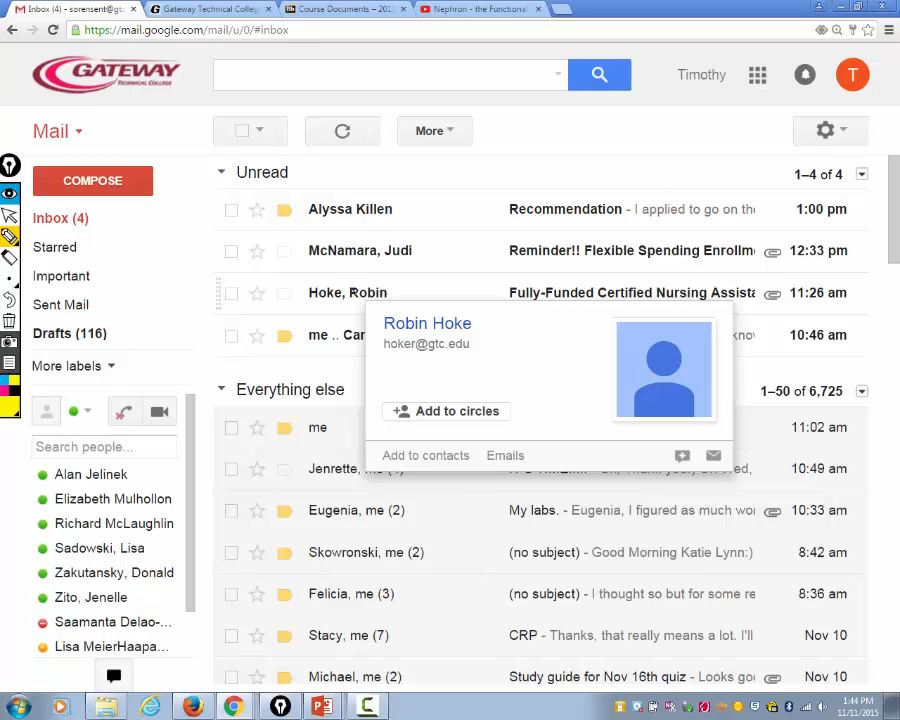 Inbox (4) - sorensent@gtc
Gateway Technical Colleg
Bb Course Documents – 201
Nephron - the Functional
https://mail.google.com/mail/u/0/#inbox
GATEWAY
TECHNICAL COLLEGE
Timothy
T
Mail
More
COMPOSE
Inbox (4)
Starred
Important
Sent Mail
Drafts (116)
More labels
Search people...
Alan Jelinek
Elizabeth Mulhollon
Richard McLaughlin
Sadowski, Lisa
Zakutansky, Donald
Zito, Jenelle
Saamanta Delao-...
Lisa MeierHaapa...
Unread
1–4 of 4
Alyssa Killen Recommendation - I applied to go on the 1:00 pm
McNamara, Judi Reminder!! Flexible Spending Enrollm 12:33 pm
Hoke, Robin Fully-Funded Certified Nursing Assista 11:26 am
me .. Car know 10:46 am
Robin Hoke
hoker@gtc.edu
Add to circles
Add to contacts Emails
Everything else
1–50 of 6,725
me 11:02 am
Jenrette, 10:49 am
Eugenia, me (2) My labs. - Eugenia, I figured as much wor 10:33 am
Skowronski, me (2) (no subject) - Good Morning Katie Lynn:) 8:42 am
Felicia, me (3) (no subject) - I thought so but for some re 8:36 am
Stacy, me (7) CRP - Thanks, that really means a lot. I'll Nov 10
Michael, me (2) Study guide for Nov 16th quiz - Looks go Nov 10
1:44 PM
11/11/2015